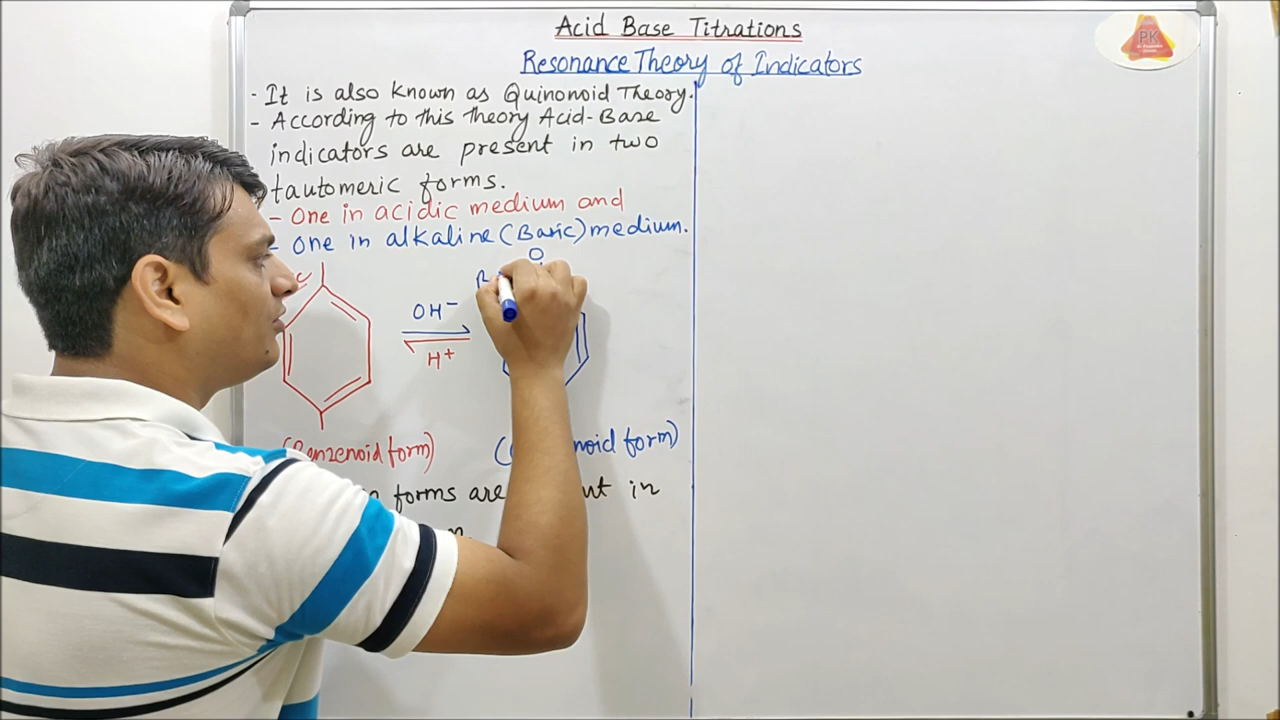 Acid Base Titrations
PK
Resonance Theory of Indicators
- It is also known as Quinonoid Theory.
- According to this theory Acid-Base
indicators are present in two
tautomeric forms.
- One in acidic medium and
- One in alkaline (Basic) medium.
O
OH⁻
H⁺
(Benzenoid form)
noid form)
forms are
in